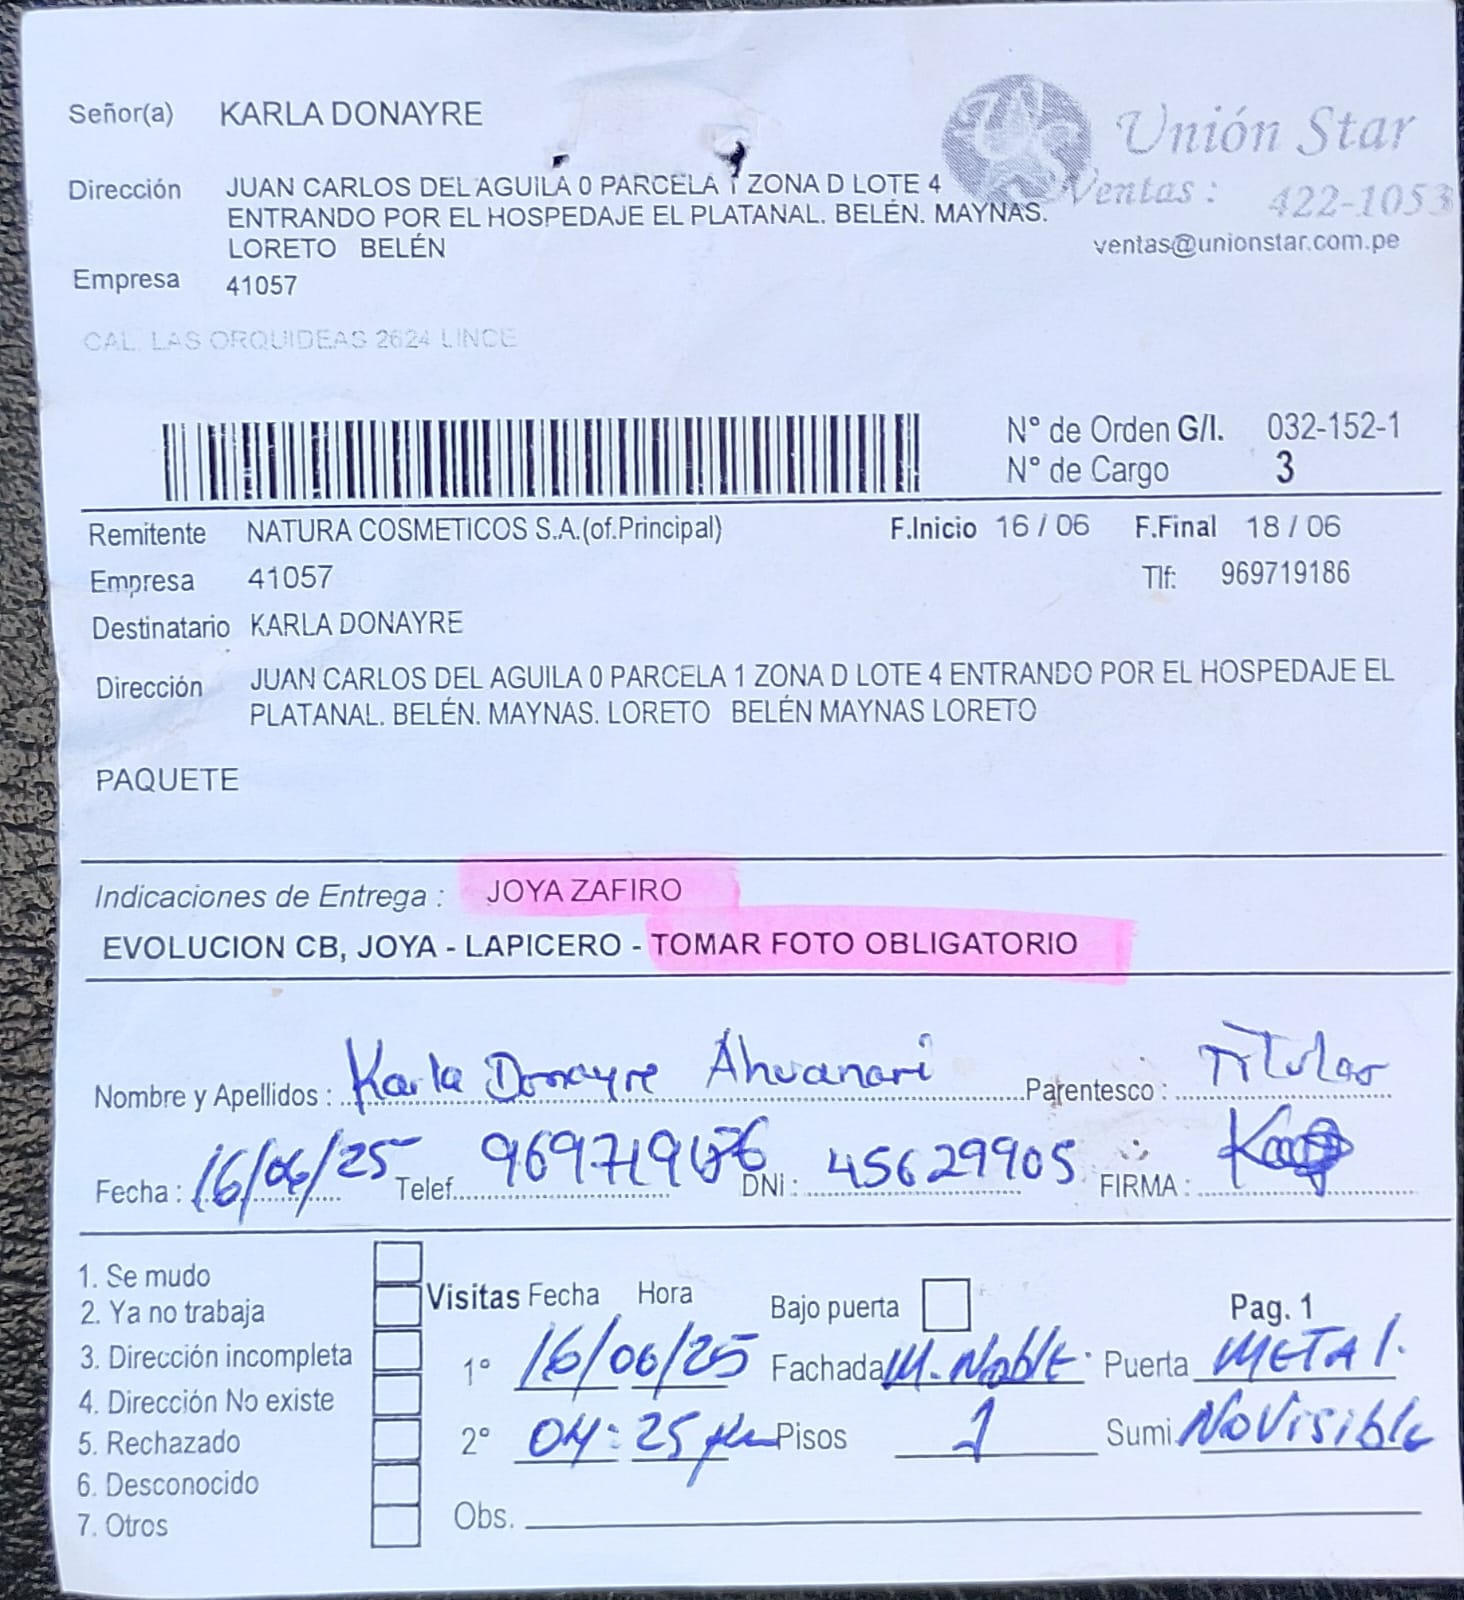 Señor(a) KARLA DONAYRE
Unión Star
Dirección JUAN CARLOS DEL AGUILA 0 PARCELA 1 ZONA D LOTE 4
Ventas : 422-1053
ENTRANDO POR EL HOSPEDAJE EL PLATANAL. BELÉN. MAYNAS.
ventas@unionstar.com.pe
LORETO BELÉN
Empresa 41057
CAL. LAS ORQUIDEAS 2624 LINCE
N° de Orden G/I. 032-152-1
N° de Cargo 3
Remitente NATURA COSMETICOS S.A.(of.Principal) F.Inicio 16 / 06 F.Final 18 / 06
Empresa 41057 Tlf: 969719186
Destinatario KARLA DONAYRE
Dirección JUAN CARLOS DEL AGUILA 0 PARCELA 1 ZONA D LOTE 4 ENTRANDO POR EL HOSPEDAJE EL
PLATANAL. BELÉN. MAYNAS. LORETO BELÉN MAYNAS LORETO
PAQUETE
Indicaciones de Entrega : JOYA ZAFIRO
EVOLUCION CB, JOYA - LAPICERO - TOMAR FOTO OBLIGATORIO
Nombre y Apellidos : Karla Donayre Ahuanari Parentesco : Titular
Fecha : 16/06/25 Telef. DNi : 45629905 FIRMA :
1. Se mudo
2. Ya no trabaja
3. Dirección incompleta
4. Dirección No existe
5. Rechazado
6. Desconocido
7. Otros
Visitas Fecha Hora Bajo puerta Pag. 1
1° 16/06/25 Fachada M. Noble. Puerta METAl.
2° 04:25 pm Pisos 1 Sumi. No Visible
Obs.